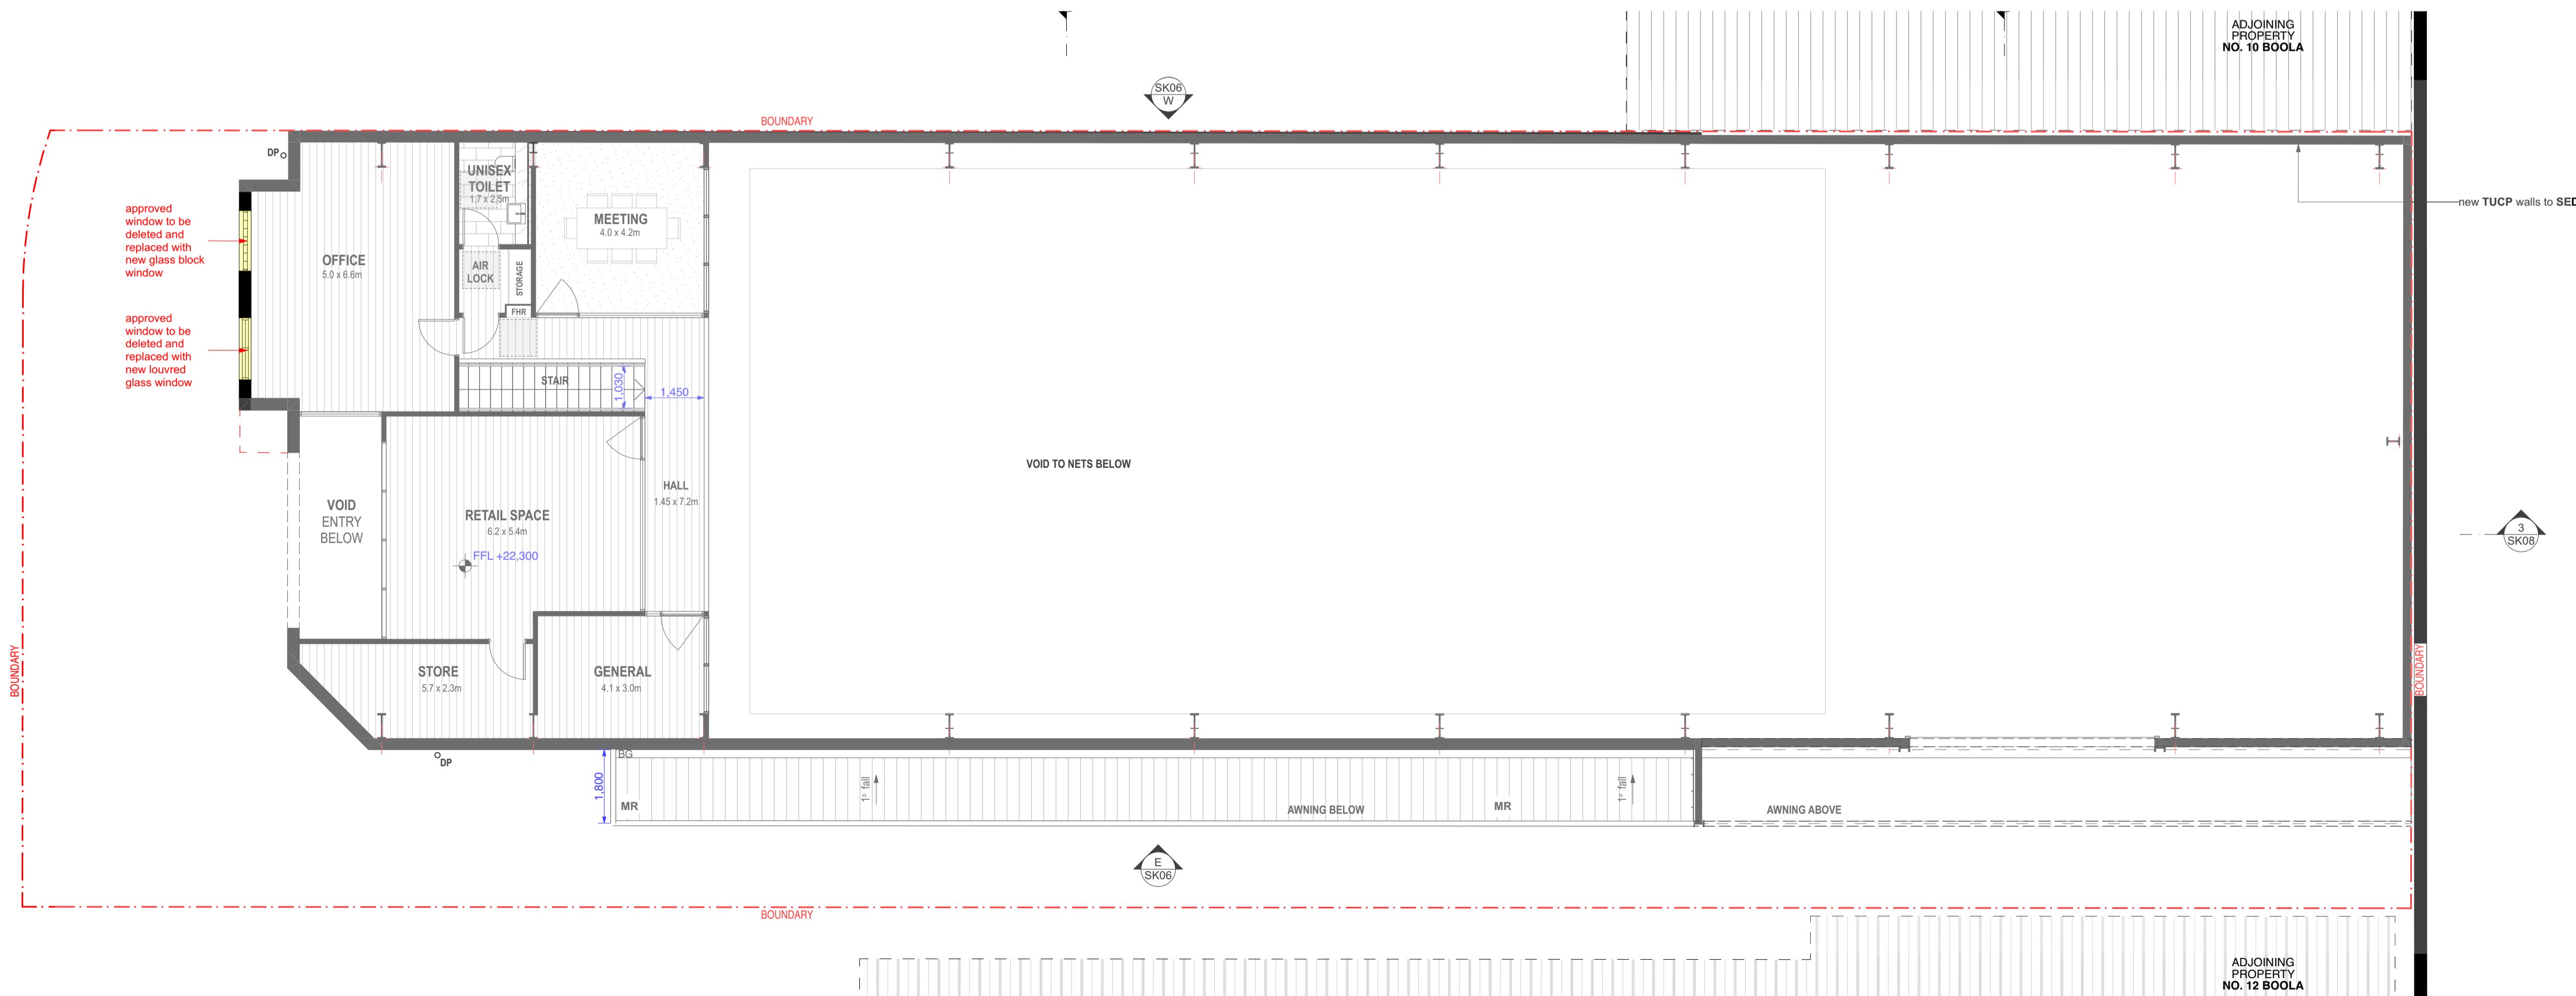 ADJOINING
PROPERTY
NO. 10 BOOLA
SK06
W
BOUNDARY
DP
UNISEX
TOILET
1.7 x 2.5m
MEETING
4.0 x 4.2m
new TUCP walls to SED
approved
window to be
deleted and
replaced with
new glass block
window
OFFICE
5.0 x 6.6m
AIR
LOCK
STORAGE
FHR
approved
window to be
deleted and
replaced with
new louvred
glass window
STAIR
1,030
1,450
VOID TO NETS BELOW
HALL
1.45 x 7.2m
VOID
ENTRY
BELOW
RETAIL SPACE
6.2 x 5.4m
FFL +22,300
3
SK08
BOUNDARY
STORE
5.7 x 2.3m
GENERAL
4.1 x 3.0m
BOUNDARY
DP
BG
1,800
MR
1° fall
AWNING BELOW
MR
1° fall
AWNING ABOVE
E
SK06
BOUNDARY
ADJOINING
PROPERTY
NO. 12 BOOLA